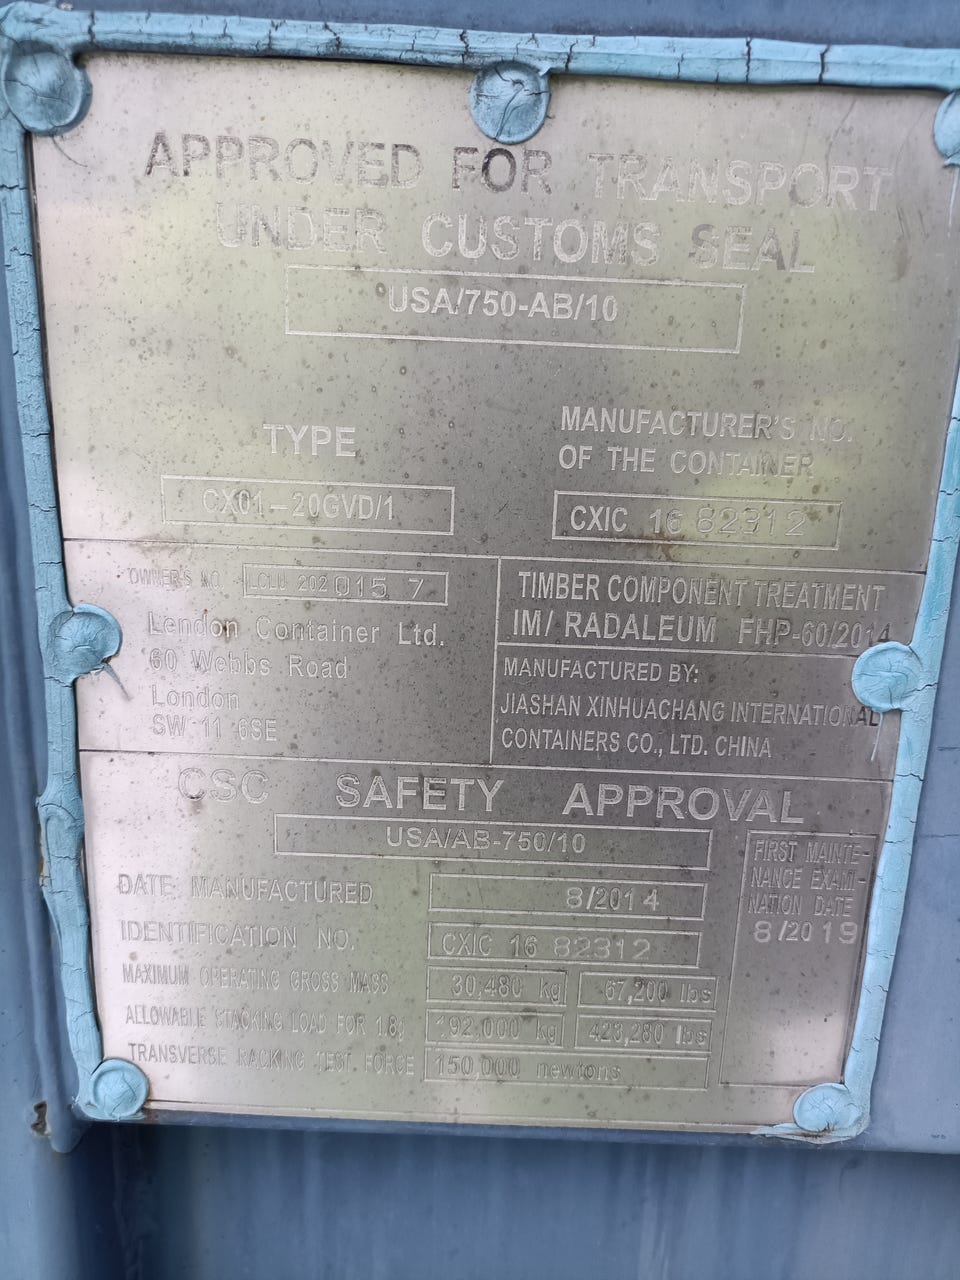 APPROVED FOR TRANSPORT
UNDER CUSTOMS SEAL
USA/750-AB/10
TYPE
CX01-20GVD/1
MANUFACTURER'S NO.
OF THE CONTAINER
CXIC 16 82312
OWNER'S NO. LCLU 202 015 7
Lendon Container Ltd.
60 Webbs Road
London
SW 11 6SE
TIMBER COMPONENT TREATMENT
IM/ RADALEUM FHP-60/2014
MANUFACTURED BY:
JIASHAN XINHUACHANG INTERNATIONAL
CONTAINERS CO., LTD. CHINA
CSC SAFETY APPROVAL
USA/AB-750/10
DATE MANUFACTURED 8/2014
IDENTIFICATION NO. CXIC 16 82312
MAXIMUM OPERATING GROSS MASS 30,480 kg 67,200 lbs
ALLOWABLE STACKING LOAD FOR 1.8g 192,000 kg 423,280 lbs
TRANSVERSE RACKING TEST FORCE 150,000 newtons
FIRST MAINTE-
NANCE EXAMI-
NATION DATE
8/2019